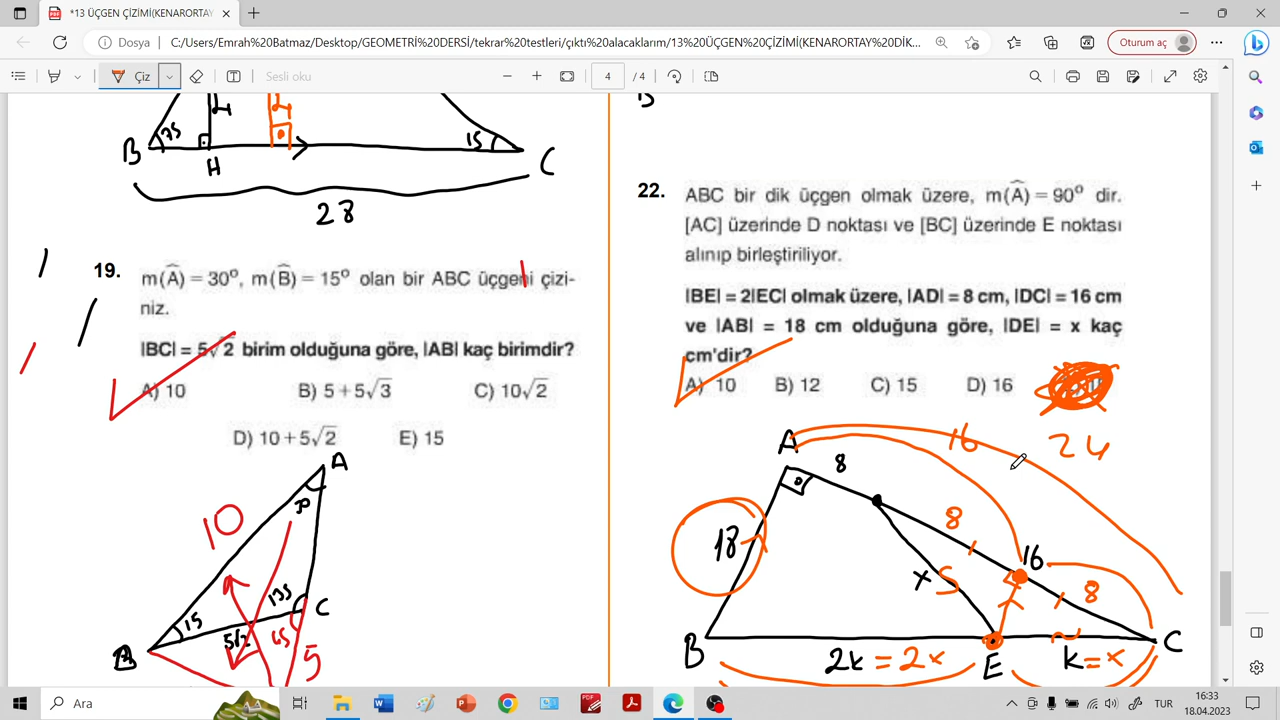 *13 ÜÇGEN ÇİZİMİ(KENARORTAY
Dosya
C:/Users/Emrah%20Batmaz/Desktop/GEOMETRİ%20DERSİ/tekrar%20testleri/çıktı%20alacaklarım/13%20ÜÇGEN%20ÇİZİMİ(KENARORTAY%20DİK...
Oturum aç
Çiz
Sesli oku
4 / 4
B 75 H 15 C
28
19. m(A) = 30°, m(B) = 15° olan bir ABC üçgeni çizi-
niz.
|BC| = 5√2 birim olduğuna göre, |AB| kaç birimdir?
A) 10 B) 5 + 5√3 C) 10√2
D) 10 + 5√2 E) 15
A
30
10
135
C
15
5√2
45
5
B
22. ABC bir dik üçgen olmak üzere, m(A) = 90° dir.
[AC] üzerinde D noktası ve [BC] üzerinde E noktası
alınıp birleştiriliyor.
|BE| = 2|EC| olmak üzere, |AD| = 8 cm, |DC| = 16 cm
ve |AB| = 18 cm olduğuna göre, |DE| = x kaç
cm'dir?
A) 10 B) 12 C) 15 D) 16
A 16 24
8
8
18 16
x 8
B 2k = 2x E k = x C
Ara
16:33
TUR
18.04.2023